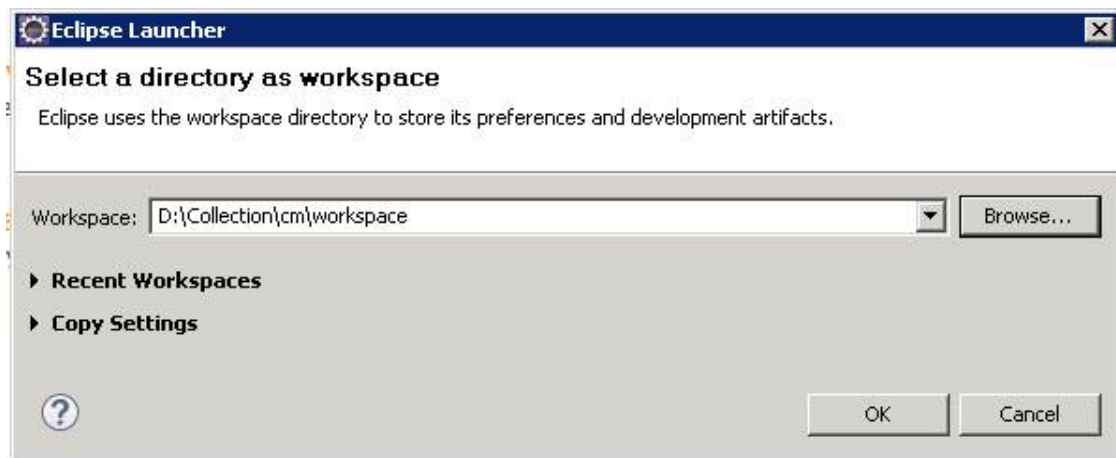 Eclipse Launcher
Select a directory as workspace
Eclipse uses the workspace directory to store its preferences and development artifacts.
Workspace: D:\Collection\cm\workspace Browse...
Recent Workspaces
Copy Settings
? OK Cancel